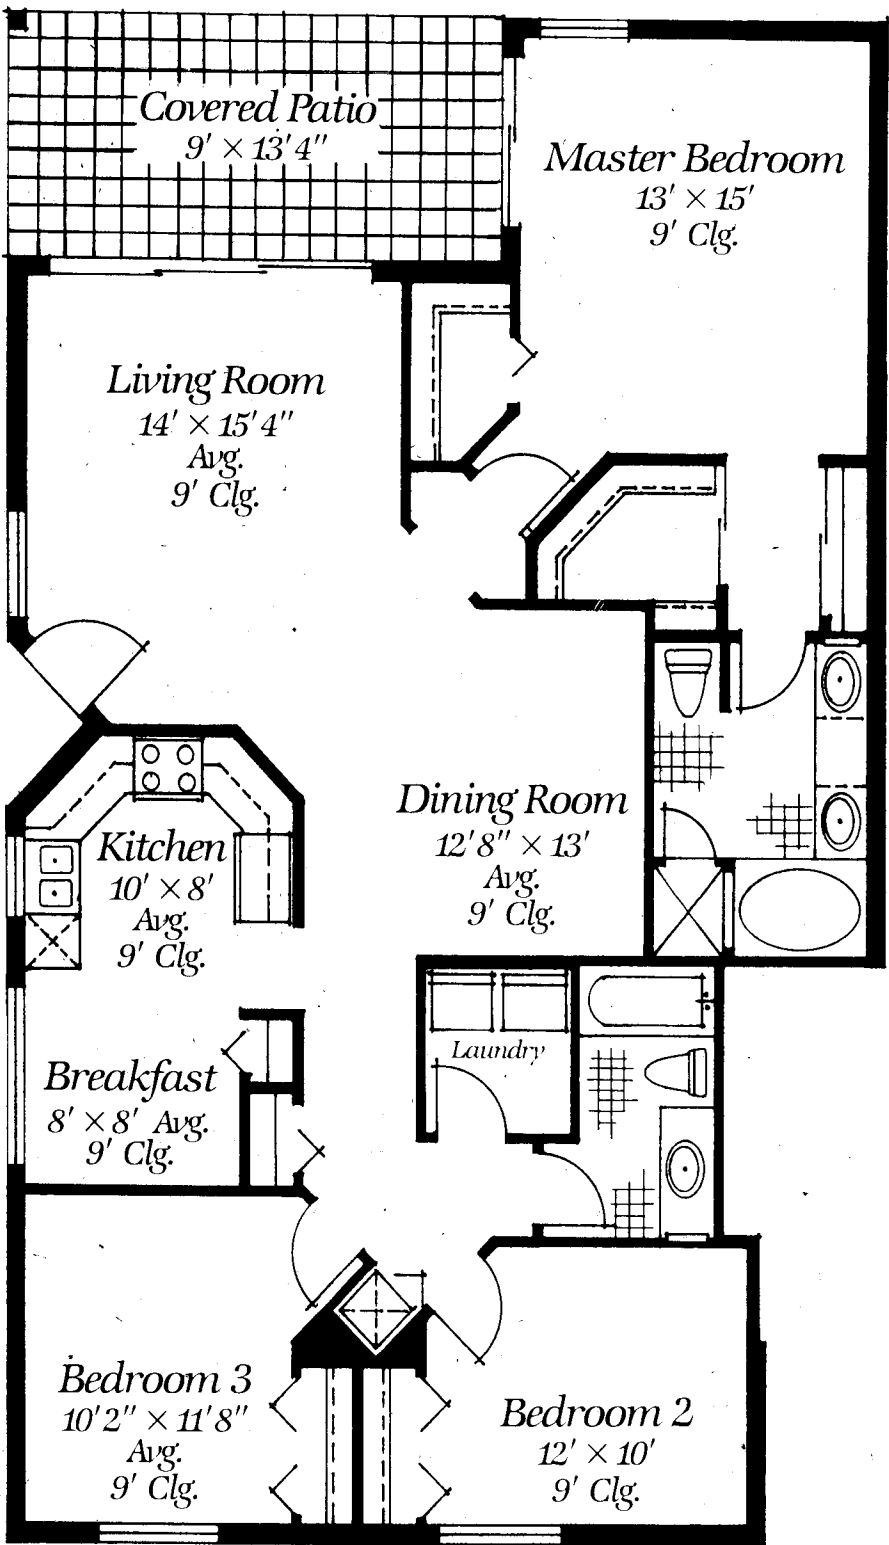 Covered Patio
9' × 13'4"
Master Bedroom
13' × 15'
9' Clg.
Living Room
14' × 15'4"
Avg.
9' Clg.
Dining Room
12'8" × 13'
Avg.
9' Clg.
Kitchen
10' × 8'
Avg.
9' Clg.
Laundry
Breakfast
8' × 8' Avg.
9' Clg.
Bedroom 3
10'2" × 11'8"
Avg.
9' Clg.
Bedroom 2
12' × 10'
9' Clg.